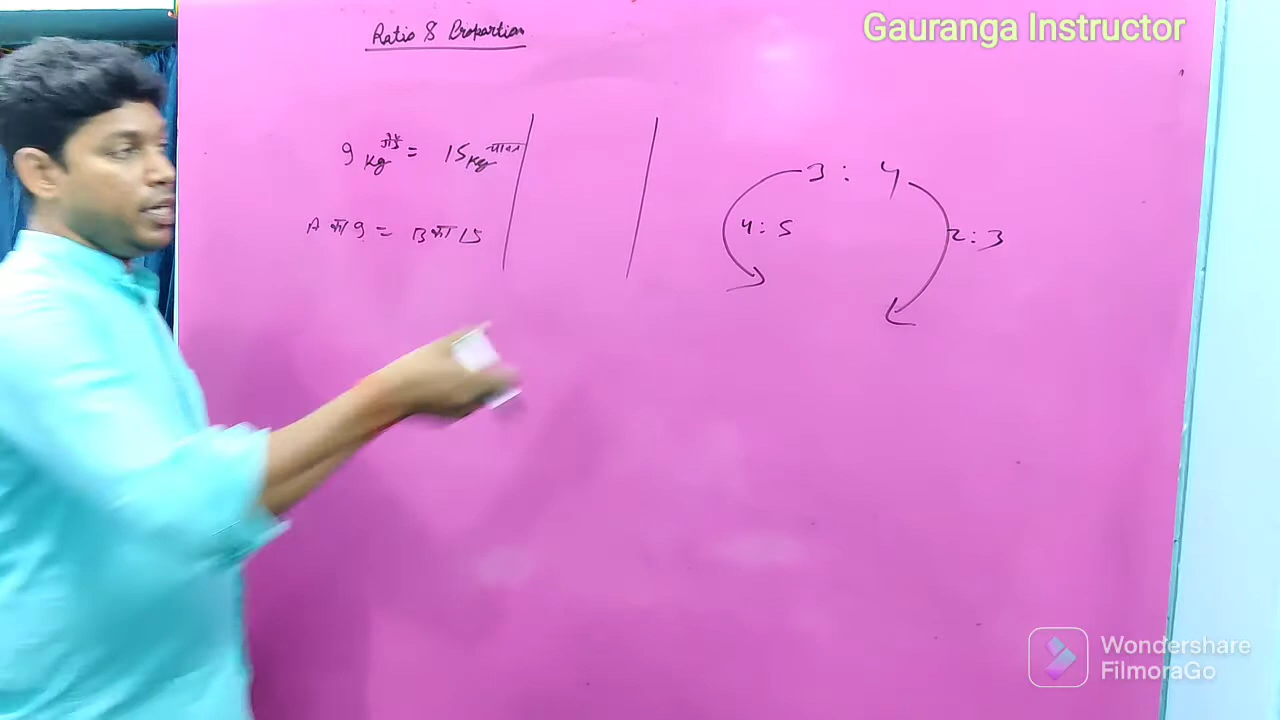 Gauranga Instructor
Ratio & Proportion
9 Kg गेहूँ = 15 Kg चावल
A का 9 = B का 15
3 : 4
4 : 5
2 : 3
Wondershare
FilmoraGo